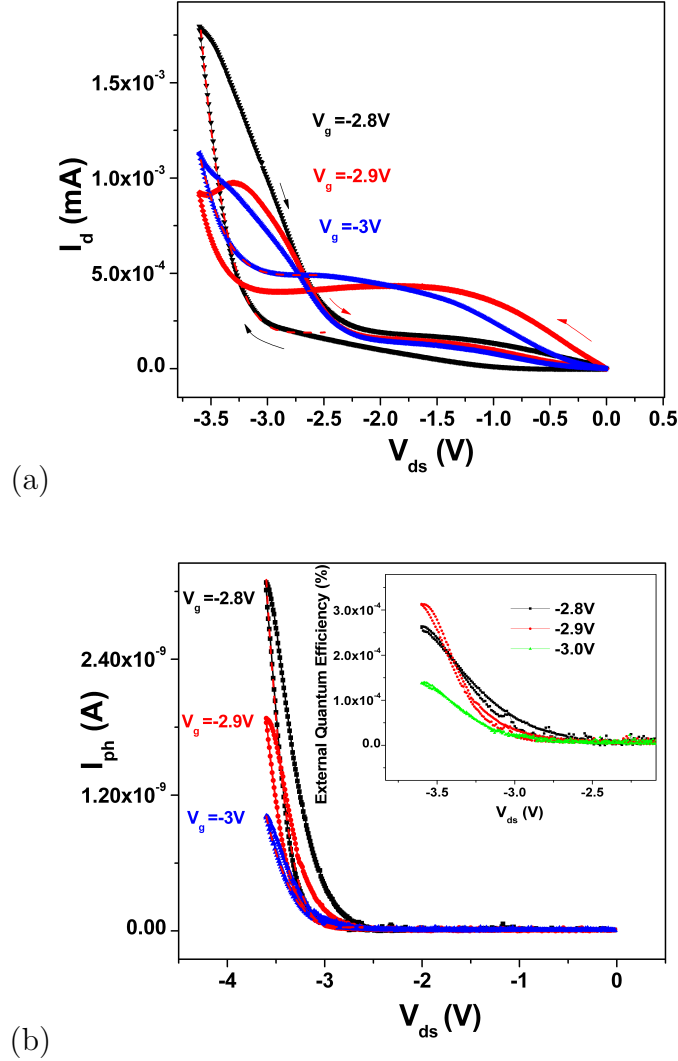 (a)
I_d (mA)
1.5x10^-3
1.0x10^-3
5.0x10^-4
0.0
V_g=-2.8V
V_g=-2.9V
V_g=-3V
-3.5 -3.0 -2.5 -2.0 -1.5 -1.0 -0.5 0.0 0.5
V_ds (V)
(b)
I_ph (A)
2.40x10^-9
1.20x10^-9
0.00
V_g=-2.8V
V_g=-2.9V
V_g=-3V
-4 -3 -2 -1 0
V_ds (V)
External Quantum Efficiency (%)
3.0x10^-4
2.0x10^-4
1.0x10^-4
0.0
-2.8V
-2.9V
-3.0V
-3.5 -3.0 -2.5
V_ds (V)